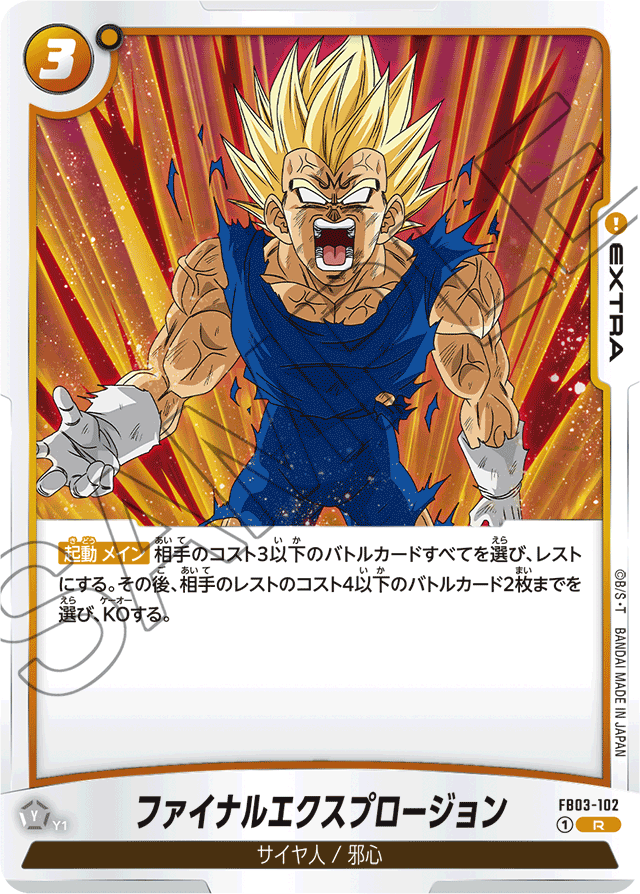 3
! EXTRA
起動 メイン 相手のコスト3以下のバトルカードすべてを選び、レスト
にする。その後、相手のレストのコスト4以下のバトルカード2枚までを
選び、KOする。
SAMPLE
©B/S・T BANDAI MADE IN JAPAN
ファイナルエクスプロージョン
FB03-102
Y Y1
1 R
サイヤ人 / 邪心